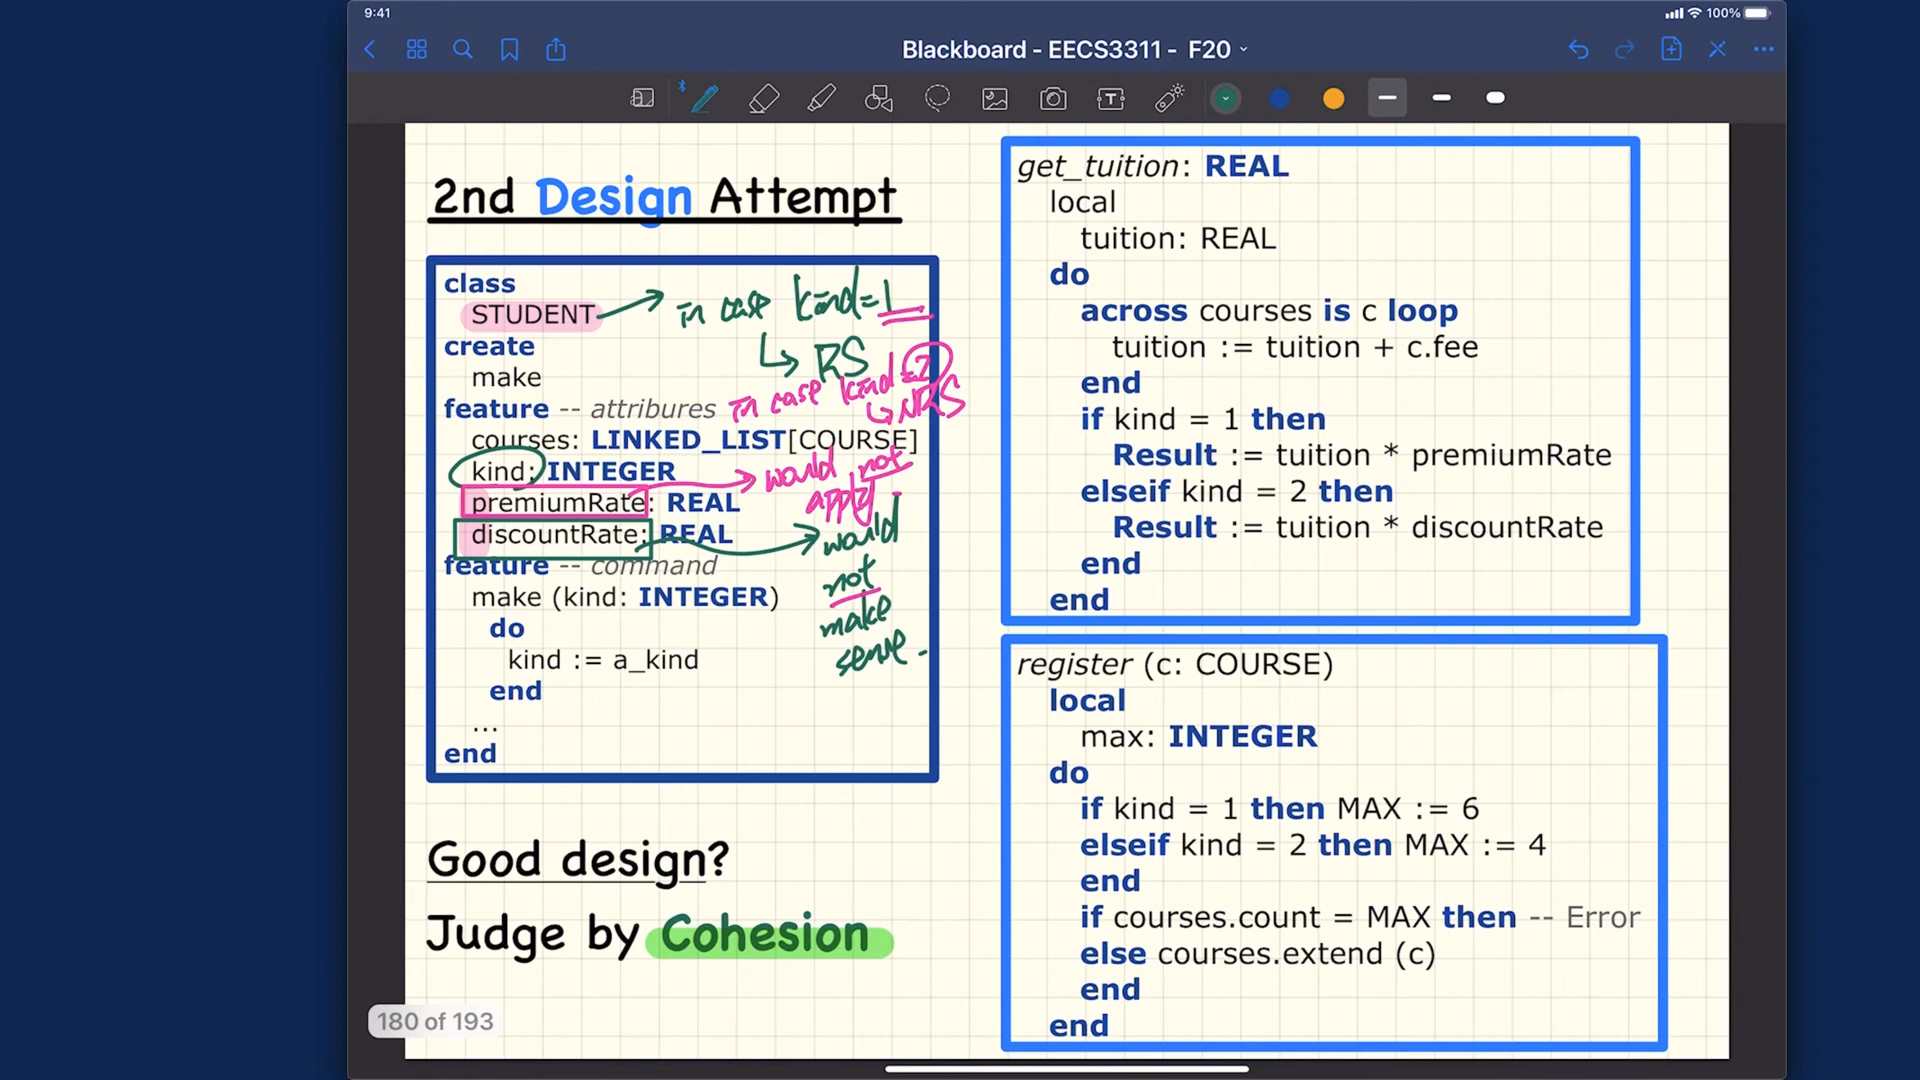 9:41
100%
Blackboard - EECS3311 - F20
2nd Design Attempt
class
STUDENT
create
make
feature -- attribures
courses: LINKED_LIST[COURSE]
kind: INTEGER
premiumRate: REAL
discountRate: REAL
feature -- command
make (kind: INTEGER)
do
kind := a_kind
end
...
end
in case kind=1
↳ RS
in case kind=2
↳ NRS
would not
apply.
would
not
make
sense.
Good design?
Judge by Cohesion
180 of 193
get_tuition: REAL
local
tuition: REAL
do
across courses is c loop
tuition := tuition + c.fee
end
if kind = 1 then
Result := tuition * premiumRate
elseif kind = 2 then
Result := tuition * discountRate
end
end
register (c: COURSE)
local
max: INTEGER
do
if kind = 1 then MAX := 6
elseif kind = 2 then MAX := 4
end
if courses.count = MAX then -- Error
else courses.extend (c)
end
end